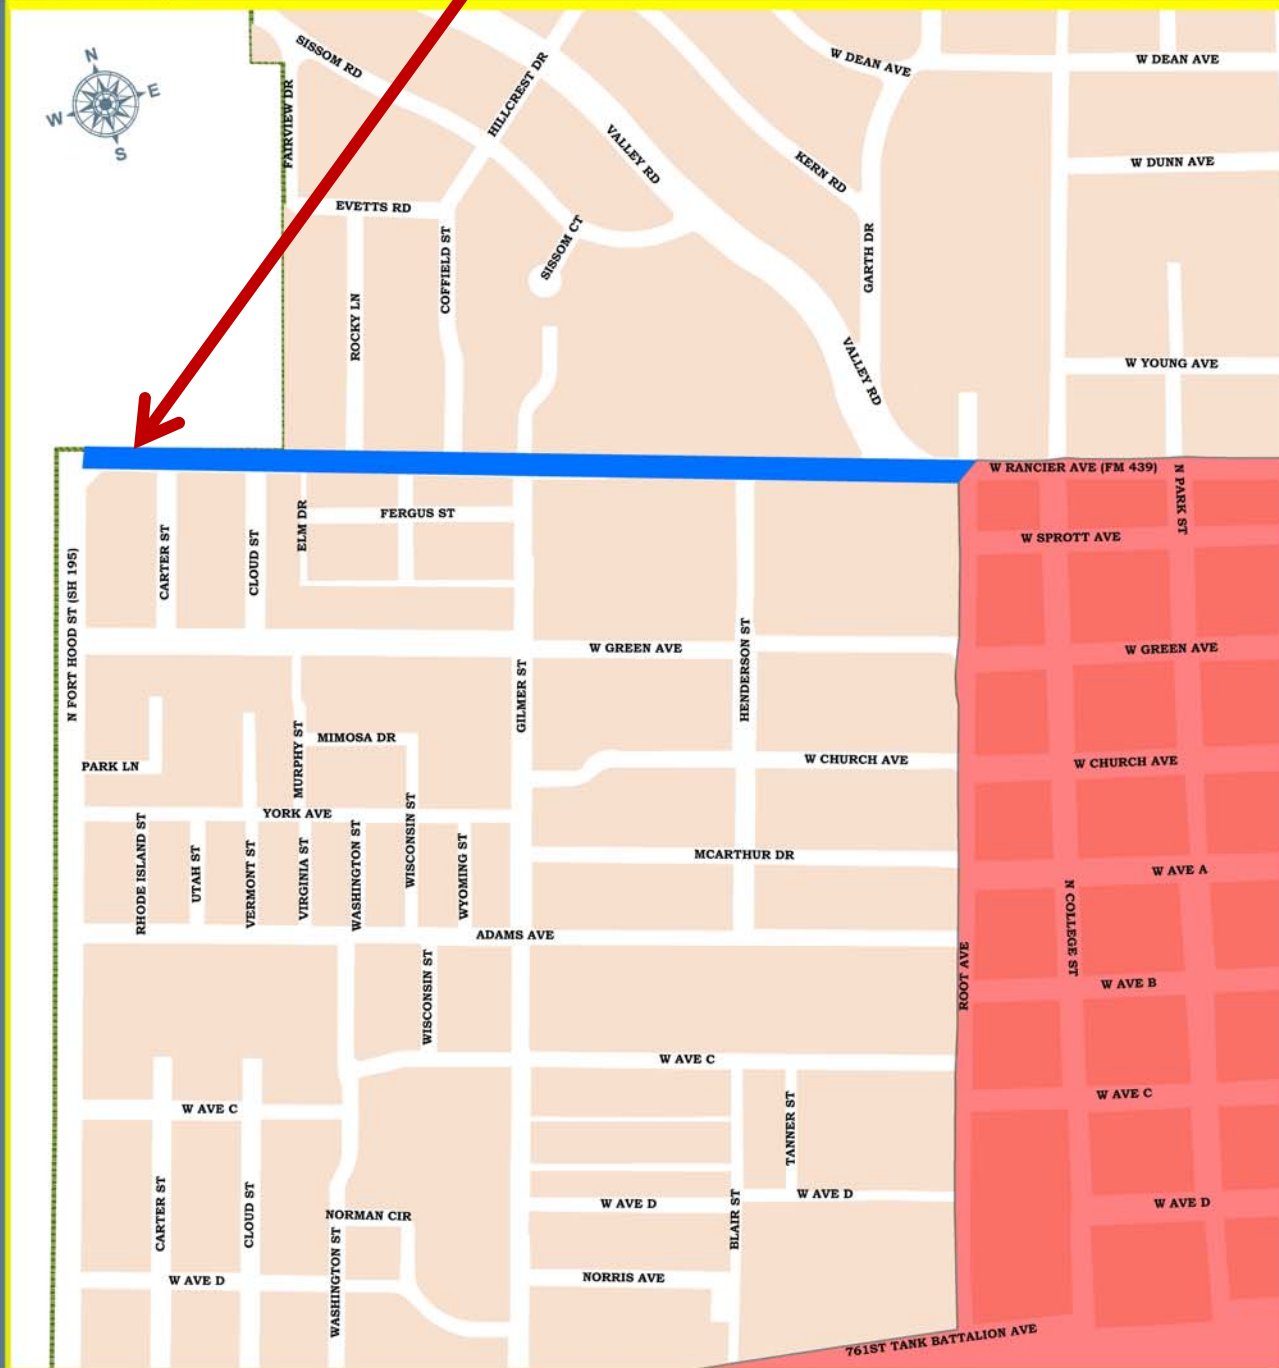 N
E
W
S
SISSOM RD
HILLCREST DR
W DEAN AVE
W DEAN AVE
FAIRVIEW DR
VALLEY RD
KERN RD
W DUNN AVE
EVETTS RD
COFFIELD ST
SISSOM CT
GARTH DR
ROCKY LN
VALLEY RD
W YOUNG AVE
W RANCIER AVE (FM 439)
N PARK ST
N FORT HOOD ST (SH 195)
CARTER ST
CLOUD ST
ELM DR
FERGUS ST
W SPROTT AVE
W GREEN AVE
HENDERSON ST
W GREEN AVE
GILMER ST
MURPHY ST
MIMOSA DR
PARK LN
W CHURCH AVE
W CHURCH AVE
YORK AVE
RHODE ISLAND ST
UTAH ST
VERMONT ST
VIRGINIA ST
WASHINGTON ST
WISCONSIN ST
WYOMING ST
MCARTHUR DR
W AVE A
ADAMS AVE
N COLLEGE ST
ROOT AVE
WISCONSIN ST
W AVE B
W AVE C
W AVE C
W AVE C
TANNER ST
CARTER ST
CLOUD ST
WASHINGTON ST
NORMAN CIR
W AVE D
BLAIR ST
W AVE D
W AVE D
W AVE D
NORRIS AVE
761ST TANK BATTALION AVE